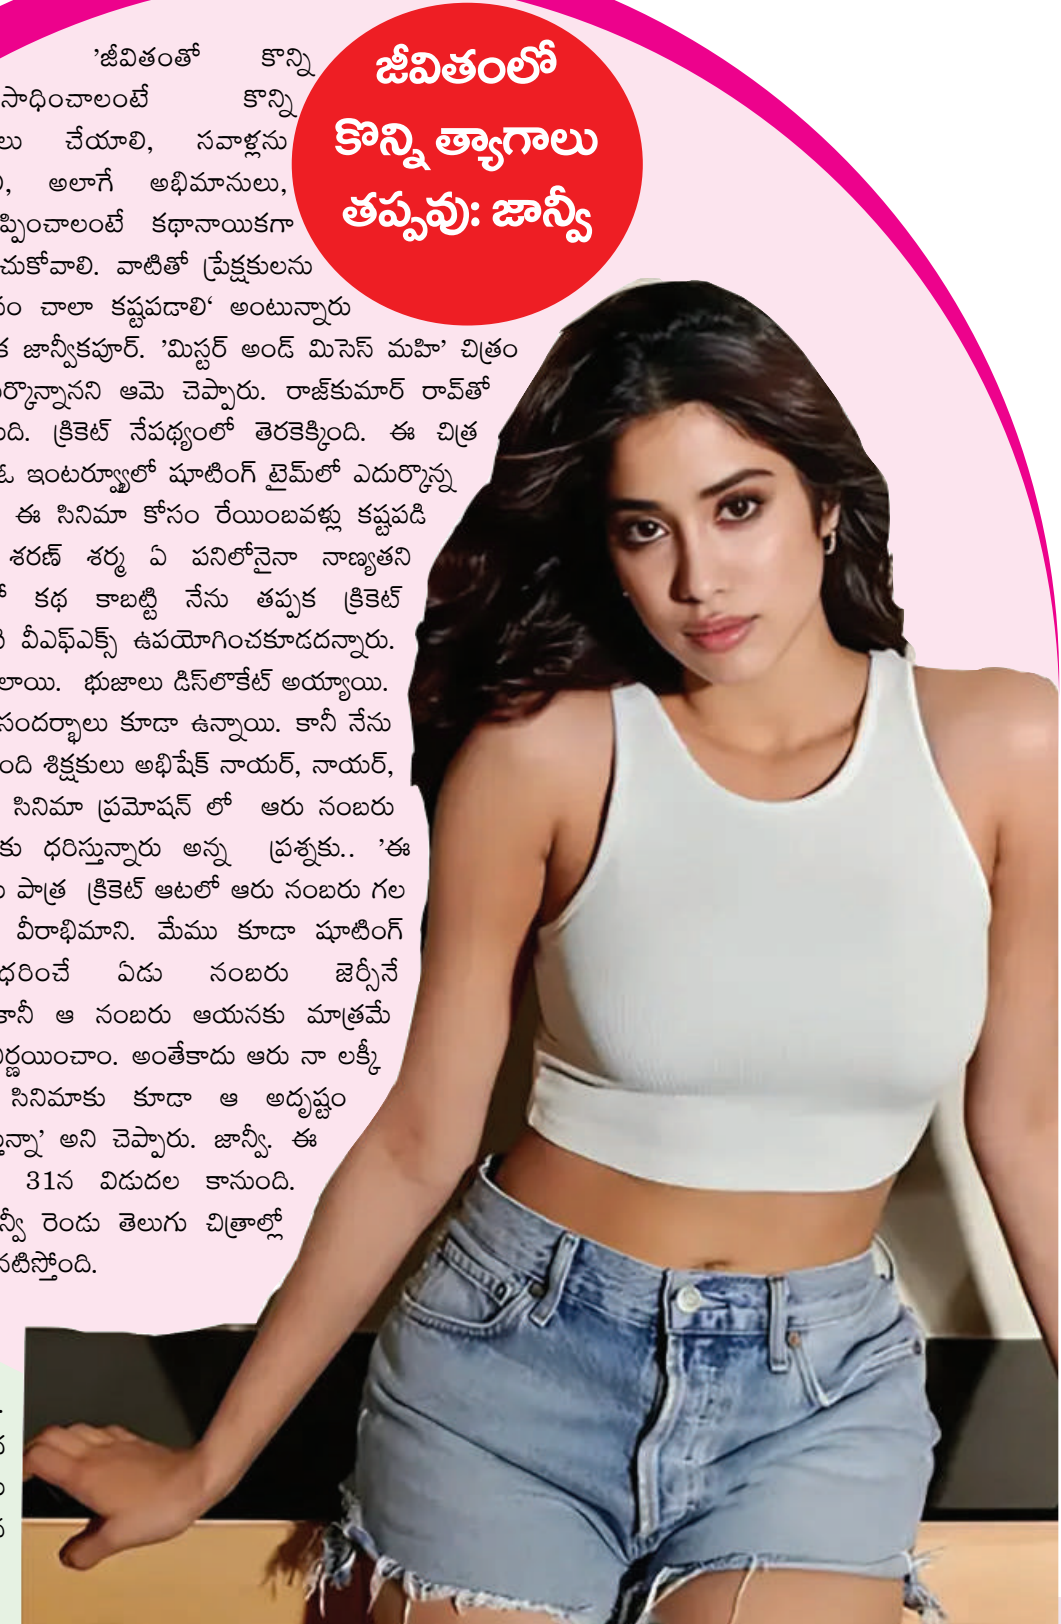 జీవితంలో
కొన్ని త్యాగాలు
తప్పవు: జాన్వీ
'జీవితంతో కొన్ని
సాధించాలంటే కొన్ని
చేయాలి, సవాళ్లను
అలాగే అభిమానులు,
కథానాయికగా
వాటితో ప్రేక్షకులను
చాలా కష్టపడాలి' అంటున్నారు
జాన్వీకపూర్. 'మిస్టర్ అండ్ మిసెస్ మహి' చిత్రం
ఆమె చెప్పారు. రాజ్‌కుమార్ రావ్‌తో
క్రికెట్ నేపథ్యంలో తెరకెక్కింది. ఈ చిత్ర
ఓ ఇంటర్వ్యూలో షూటింగ్ టైమ్‌లో ఎదుర్కొన్న
ఈ సినిమా కోసం రేయింబవళ్లు కష్టపడి
శరణ్ శర్మ ఏ పనిలోనైనా నాణ్యతని
కథ కాబట్టి నేను తప్పక క్రికెట్
వీఎఫ్ఎక్స్ ఉపయోగించకూడదన్నారు.
భుజాలు డిస్‌లొకేట్ అయ్యాయి.
సందర్భాలు కూడా ఉన్నాయి. కానీ నేను
శిక్షకులు అభిషేక్ నాయర్, నాయర్,
సినిమా ప్రమోషన్ లో ఆరు నంబరు
ధరిస్తున్నారు అన్న ప్రశ్నకు.. 'ఈ
పాత్ర క్రికెట్ ఆటలో ఆరు నంబరు గల
వీరాభిమాని. మేము కూడా షూటింగ్
ధరించే ఏడు నంబరు జెర్సీనే
కానీ ఆ నంబరు ఆయనకు మాత్రమే
అంతేకాదు ఆరు నా లక్కీ
సినిమాకు కూడా ఆ అదృష్టం
అని చెప్పారు. జాన్వీ. ఈ
31న విడుదల కానుంది.
రెండు తెలుగు చిత్రాల్లో
నటిస్తోంది.